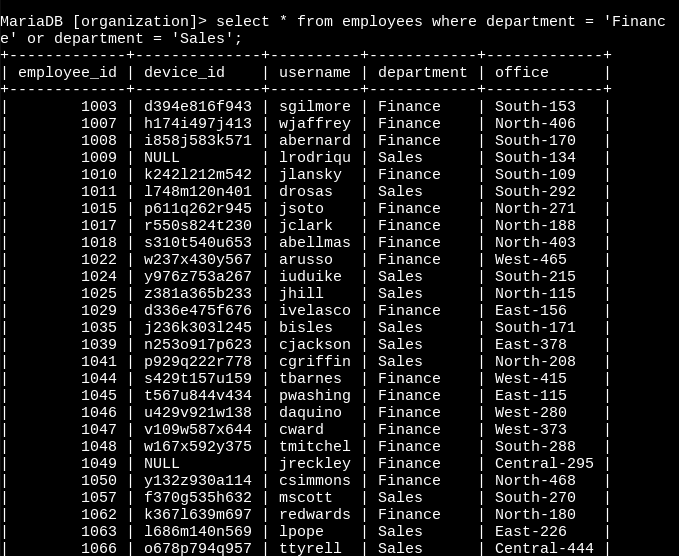 MariaDB [organization]> select * from employees where department = 'Financ
e' or department = 'Sales';
+-------------+--------------+----------+------------+-------------+
| employee_id | device_id    | username | department | office      |
+-------------+--------------+----------+------------+-------------+
|        1003 | d394e816f943 | sgilmore | Finance    | South-153   |
|        1007 | h174i497j413 | wjaffrey | Finance    | North-406   |
|        1008 | i858j583k571 | abernard | Finance    | South-170   |
|        1009 | NULL         | lrodriqu | Sales      | South-134   |
|        1010 | k242l212m542 | jlansky  | Finance    | South-109   |
|        1011 | l748m120n401 | drosas   | Sales      | South-292   |
|        1015 | p611q262r945 | jsoto    | Finance    | North-271   |
|        1017 | r550s824t230 | jclark   | Finance    | North-188   |
|        1018 | s310t540u653 | abellmas | Finance    | North-403   |
|        1022 | w237x430y567 | arusso   | Finance    | West-465    |
|        1024 | y976z753a267 | iuduike  | Sales      | South-215   |
|        1025 | z381a365b233 | jhill    | Sales      | North-115   |
|        1029 | d336e475f676 | ivelasco | Finance    | East-156    |
|        1035 | j236k303l245 | bisles   | Sales      | South-171   |
|        1039 | n253o917p623 | cjackson | Sales      | East-378    |
|        1041 | p929q222r778 | cgriffin | Sales      | North-208   |
|        1044 | s429t157u159 | tbarnes  | Finance    | West-415    |
|        1045 | t567u844v434 | pwashing | Finance    | East-115    |
|        1046 | u429v921w138 | daquino  | Finance    | West-280    |
|        1047 | v109w587x644 | cward    | Finance    | West-373    |
|        1048 | w167x592y375 | tmitchel | Finance    | South-288   |
|        1049 | NULL         | jreckley | Finance    | Central-295 |
|        1050 | y132z930a114 | csimmons | Finance    | North-468   |
|        1057 | f370g535h632 | mscott   | Sales      | South-270   |
|        1062 | k367l639m697 | redwards | Finance    | North-180   |
|        1063 | l686m140n569 | lpope    | Sales      | East-226    |
|        1066 | o678p794q957 | ttyrell  | Sales      | Central-444 |